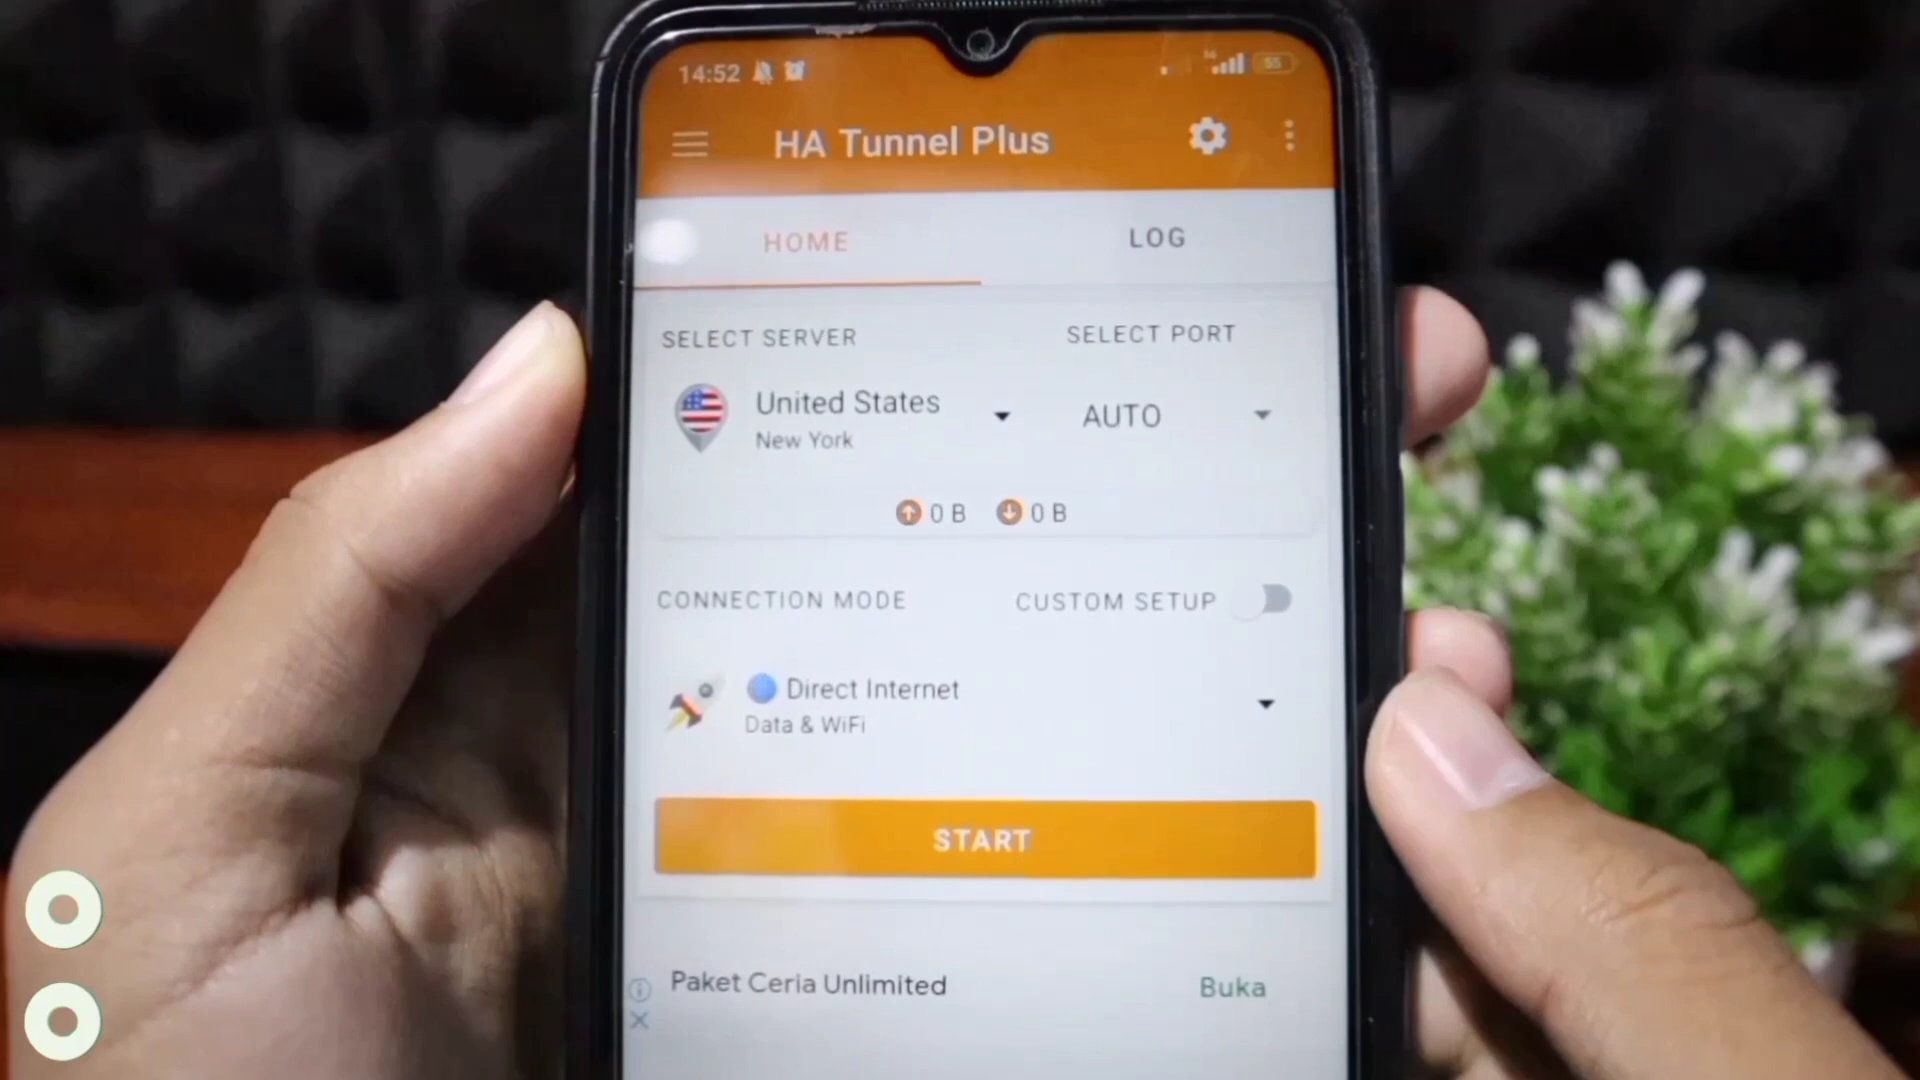 14:52
55
HA Tunnel Plus
HOME
LOG
SELECT SERVER
SELECT PORT
United States
AUTO
New York
0 B
0 B
CONNECTION MODE
CUSTOM SETUP
Direct Internet
Data & WiFi
START
Paket Ceria Unlimited
Buka